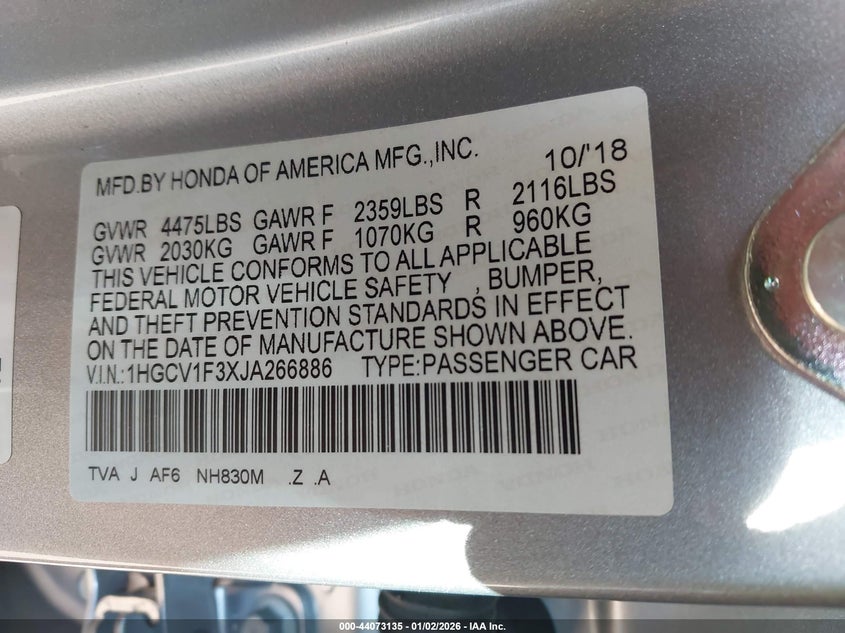 MFD.BY HONDA OF AMERICA MFG.,INC. 10/'18
GVWR 4475LBS GAWR F 2359LBS R 2116LBS
GVWR 2030KG GAWR F 1070KG R 960KG
THIS VEHICLE CONFORMS TO ALL APPLICABLE
FEDERAL MOTOR VEHICLE SAFETY , BUMPER,
AND THEFT PREVENTION STANDARDS IN EFFECT
ON THE DATE OF MANUFACTURE SHOWN ABOVE.
V.I.N.:1HGCV1F3XJA266886 TYPE:PASSENGER CAR
TVA J AF6 NH830M .Z .A
000-44073135 - 01/02/2026 - IAA Inc.